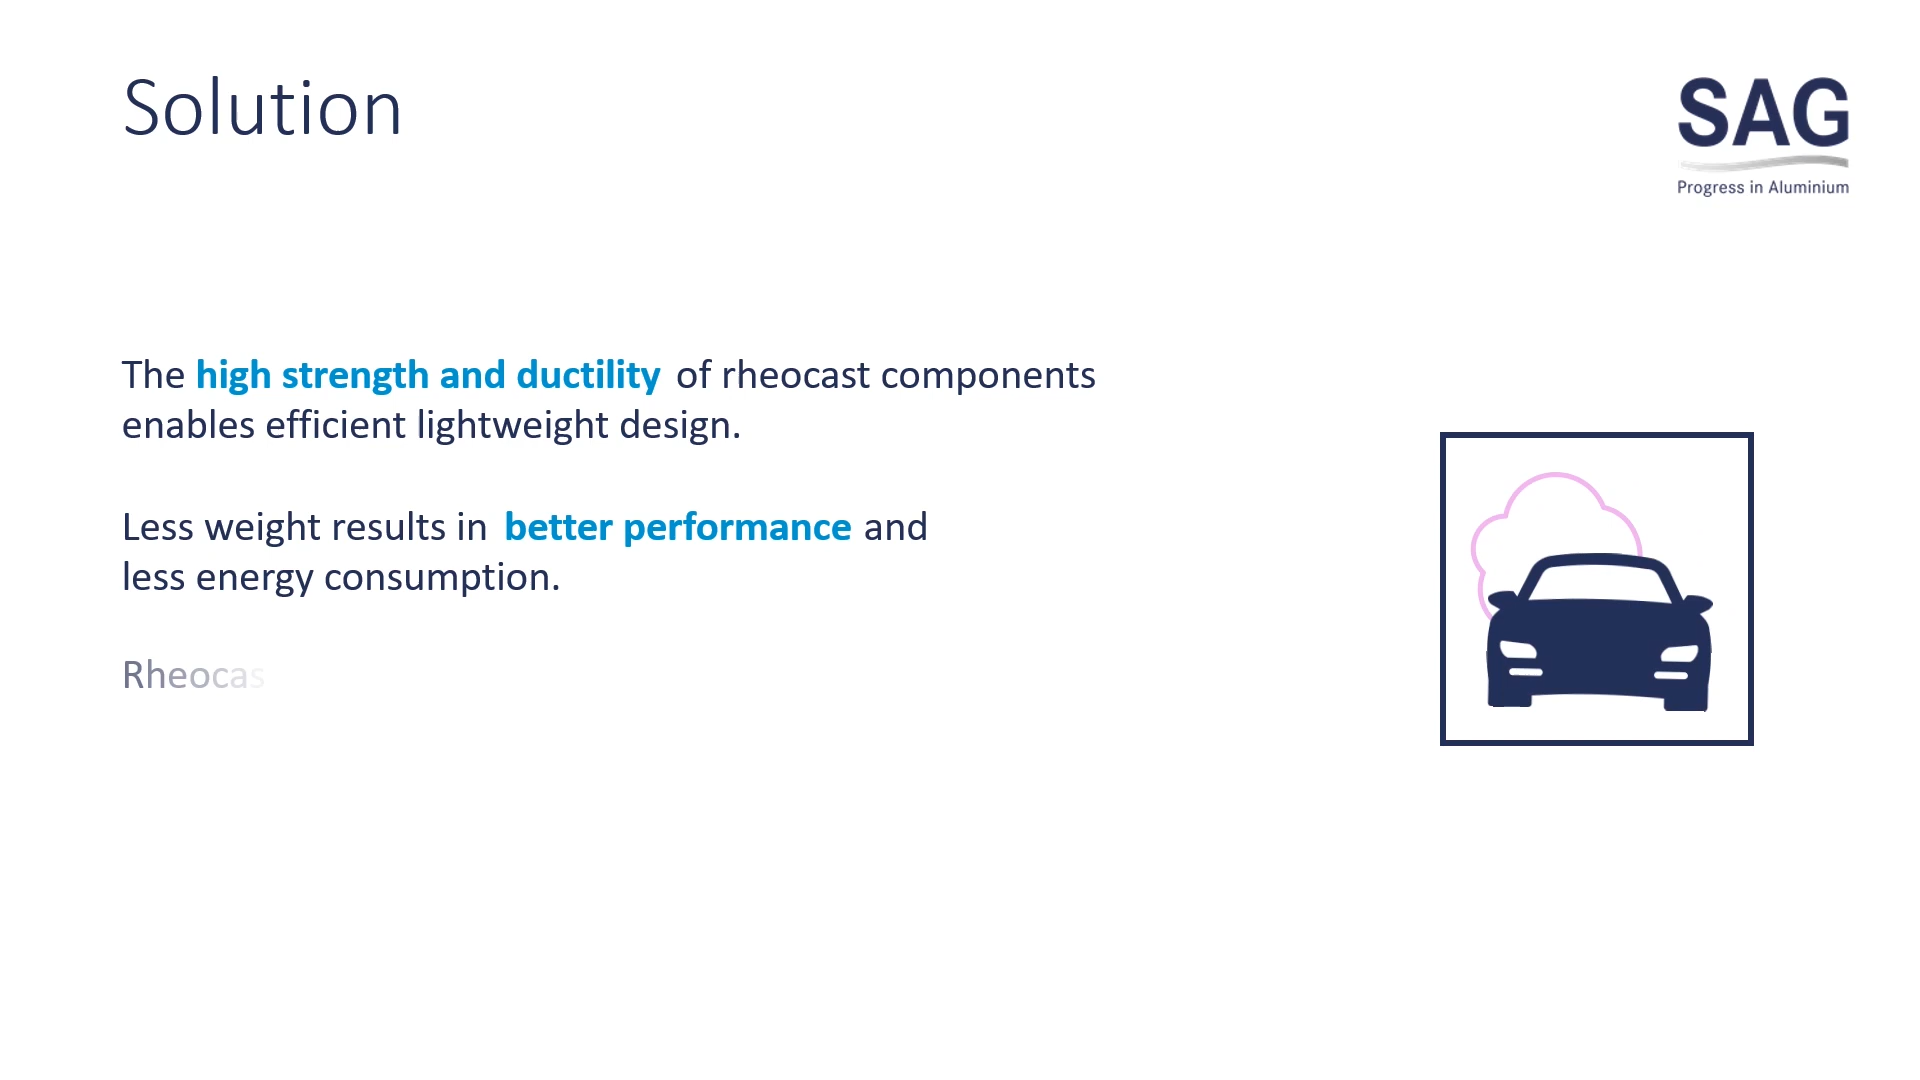 Solution
SAG
Progress in Aluminium
The high strength and ductility of rheocast components
enables efficient lightweight design.
Less weight results in better performance and
less energy consumption.
Rheocas